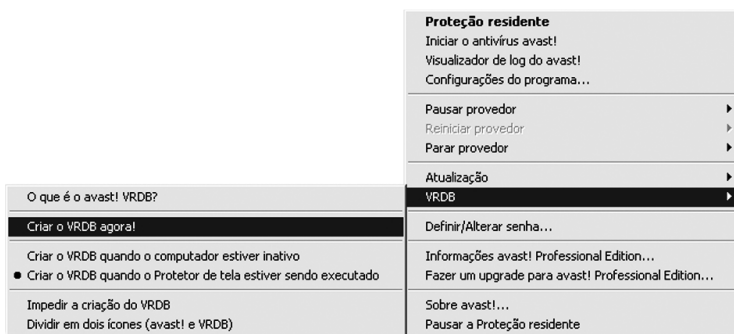 Proteção residente
Iniciar o antivírus avast!
Visualizador de log do avast!
Configurações do programa...
Pausar provedor
Reiniciar provedor
Parar provedor
Atualização
VRDB
Definir/Alterar senha...
Informações avast! Professional Edition...
Fazer um upgrade para avast! Professional Edition...
Sobre avast!...
Pausar a Proteção residente
O que é o avast! VRDB?
Criar o VRDB agora!
Criar o VRDB quando o computador estiver inativo
Criar o VRDB quando o Protetor de tela estiver sendo executado
Impedir a criação do VRDB
Dividir em dois ícones (avast! e VRDB)